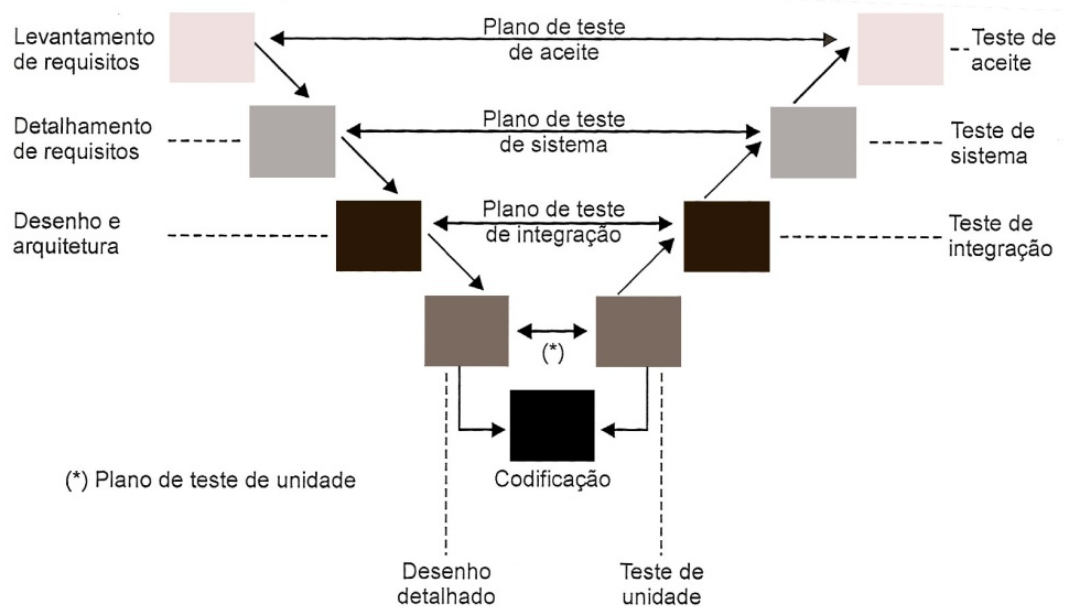 Levantamento
de requisitos
Plano de teste
de aceite
Teste de
aceite
Detalhamento
de requisitos
Plano de teste
de sistema
Teste de
sistema
Desenho e
arquitetura
Plano de teste
de integração
Teste de
integração
(*)
(*) Plano de teste de unidade
Codificação
Desenho
detalhado
Teste de
unidade